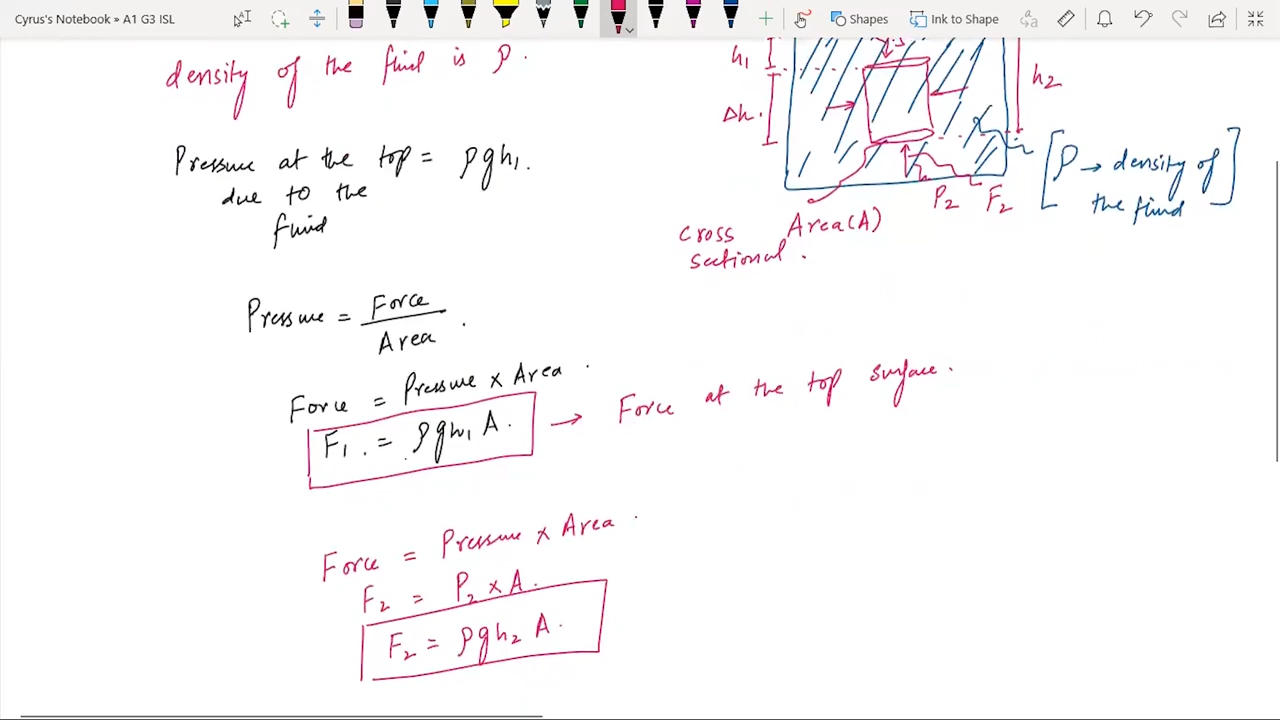 Cyrus's Notebook » A1 G3 ISL
Shapes
Ink to Shape
density of the fluid is ρ.
Pressure at the top = ρgh₁.
due to the
fluid
Pressure = Force
Area
Force = Pressure × Area.
F₁ = ρgh₁ A. → Force at the top surface.
Force = Pressure × Area.
F₂ = P₂ × A.
F₂ = ρgh₂ A.
h₁
Δh.
h₂
[ρ → density of
the fluid]
P₂ F₂
cross Area(A)
sectional.